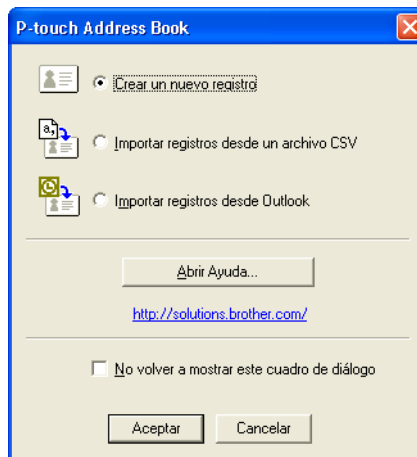 P-touch Address Book
Crear un nuevo registro
a,
Importar registros desde un archivo CSV
Importar registros desde Outlook
Abrir Ayuda...
http://solutions.brother.com/
No volver a mostrar este cuadro de diálogo
Aceptar Cancelar